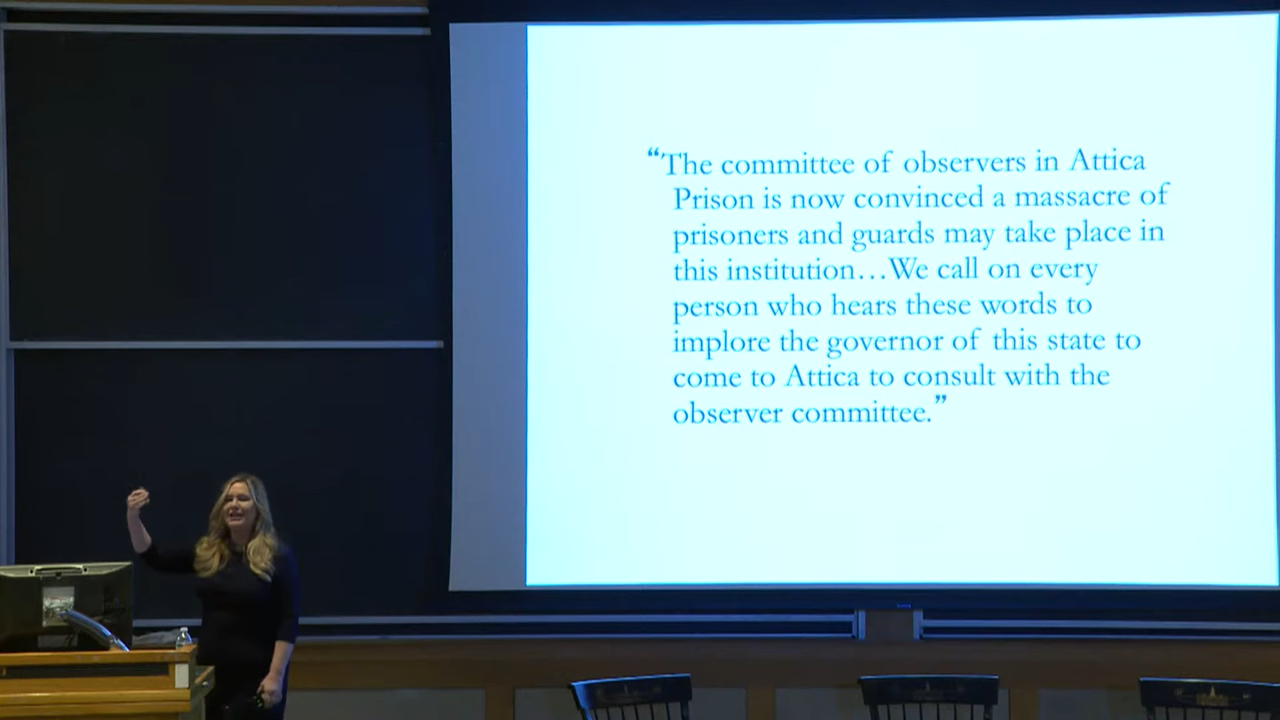 “The committee of observers in Attica
Prison is now convinced a massacre of
prisoners and guards may take place in
this institution…We call on every
person who hears these words to
implore the governor of this state to
come to Attica to consult with the
observer committee.”